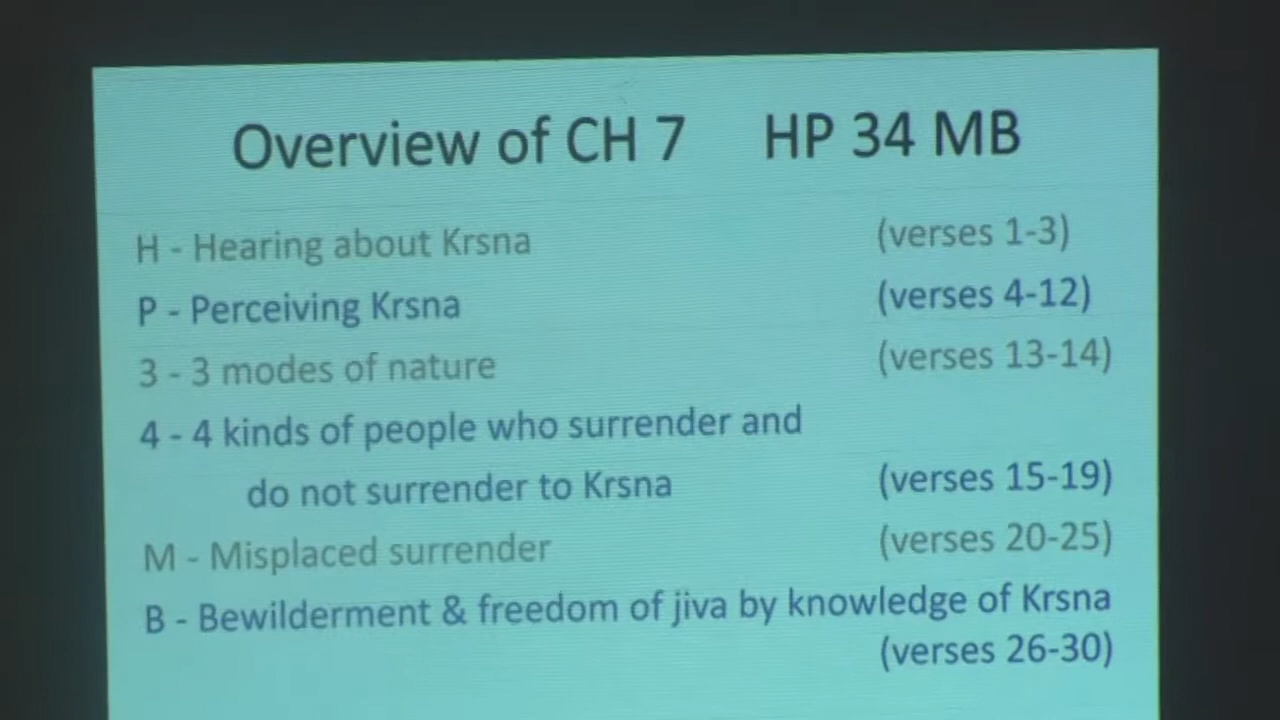 Overview of CH 7 HP 34 MB
H - Hearing about Krsna (verses 1-3)
P - Perceiving Krsna (verses 4-12)
3 - 3 modes of nature (verses 13-14)
4 - 4 kinds of people who surrender and
do not surrender to Krsna (verses 15-19)
M - Misplaced surrender (verses 20-25)
B - Bewilderment & freedom of jiva by knowledge of Krsna
(verses 26-30)